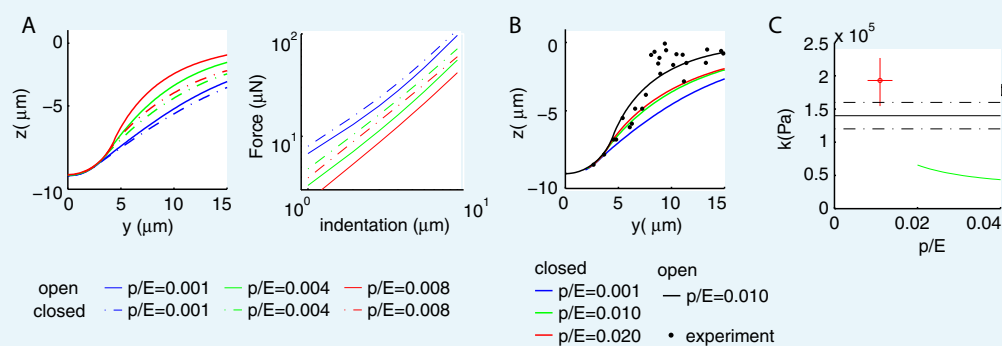 A
z( μm)
0
−5
−10
0
5
10
15
y (μm)
Force (μN)
10²
10¹
10⁰
10¹
indentation (μm)
open
p/E=0.001
p/E=0.004
p/E=0.008
closed
p/E=0.001
p/E=0.004
p/E=0.008
B
z( μm)
0
−5
−10
0
5
10
15
y( μm)
closed
p/E=0.001
p/E=0.010
p/E=0.020
open
p/E=0.010
experiment
C
x 10⁵
k(Pa)
2.5
2
1.5
1
0.5
0
0
0.02
0.04
p/E